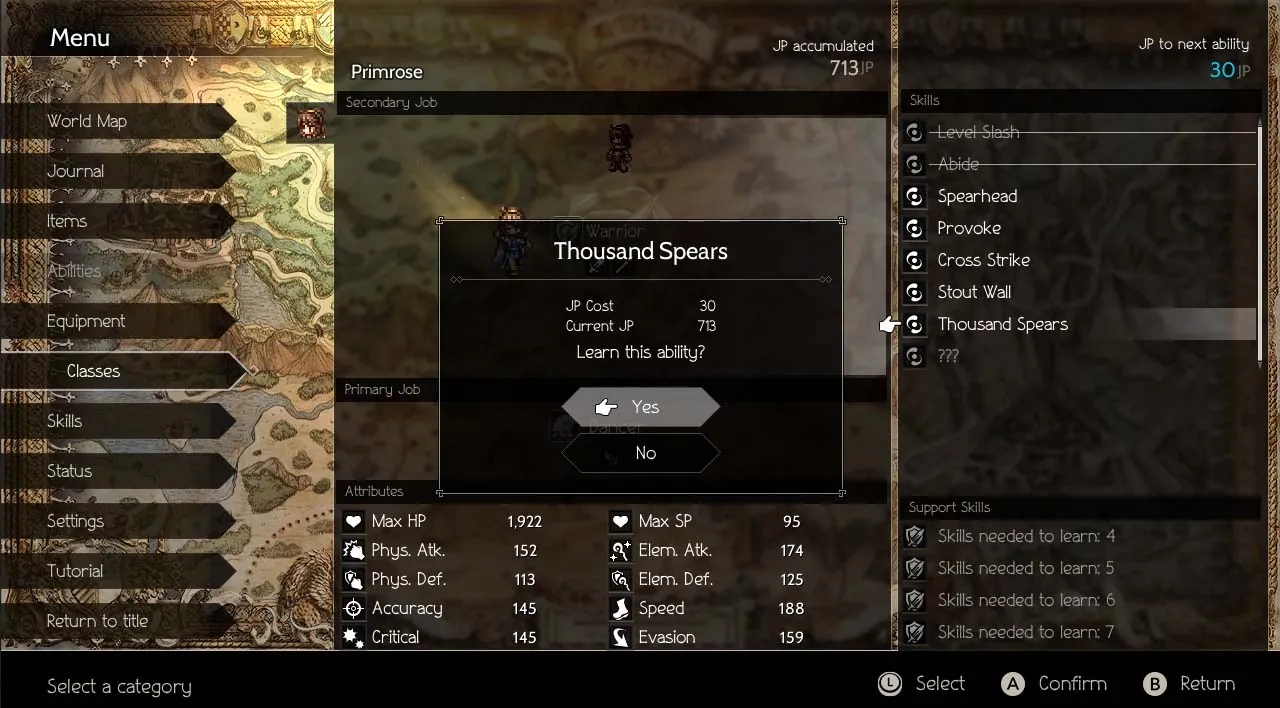 Menu
World Map
Journal
Items
Abilities
Equipment
Classes
Skills
Status
Settings
Tutorial
Return to title
Primrose
JP accumulated
713JP
Secondary Job
Warrior
Thousand Spears
JP Cost 30
Current JP 713
Learn this ability?
Yes
No
Primary Job
Dancer
Attributes
Max HP 1,922 Max SP 95
Phys. Atk. 152 Elem. Atk. 174
Phys. Def. 113 Elem. Def. 125
Accuracy 145 Speed 188
Critical 145 Evasion 159
JP to next ability
30JP
Skills
Level Slash
Abide
Spearhead
Provoke
Cross Strike
Stout Wall
Thousand Spears
???
Support Skills
Skills needed to learn: 4
Skills needed to learn: 5
Skills needed to learn: 6
Skills needed to learn: 7
Select a category
L Select A Confirm B Return